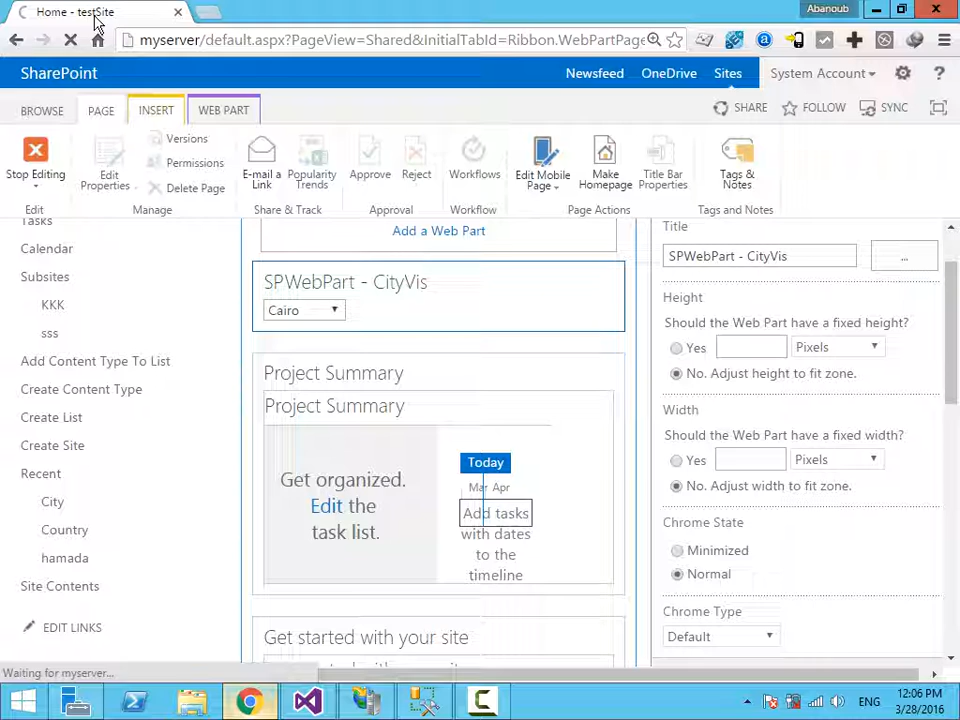 Home - testSite
Abanoub
myserver/default.aspx?PageView=Shared&InitialTabId=Ribbon.WebPartPage
SharePoint
Newsfeed OneDrive Sites System Account
BROWSE PAGE INSERT WEB PART
SHARE FOLLOW SYNC
Stop Editing
Edit Properties
Versions
Permissions
Delete Page
E-mail a Link
Popularity Trends
Approve
Reject
Workflows
Edit Mobile Page
Make Homepage
Title Bar Properties
Tags & Notes
Edit Manage Share & Track Approval Workflow Page Actions Tags and Notes
Tasks
Calendar
Subsites
KKK
sss
Add Content Type To List
Create Content Type
Create List
Create Site
Recent
City
Country
hamada
Site Contents
EDIT LINKS
Add a Web Part
SPWebPart - CityVis
Cairo
Project Summary
Project Summary
Get organized.
Edit the
task list.
Today
Mar Apr
Add tasks
with dates
to the
timeline
Get started with your site
Title
SPWebPart - CityVis
...
Height
Should the Web Part have a fixed height?
Yes Pixels
No. Adjust height to fit zone.
Width
Should the Web Part have a fixed width?
Yes Pixels
No. Adjust width to fit zone.
Chrome State
Minimized
Normal
Chrome Type
Default
Waiting for myserver...
ENG
12:06 PM
3/28/2016